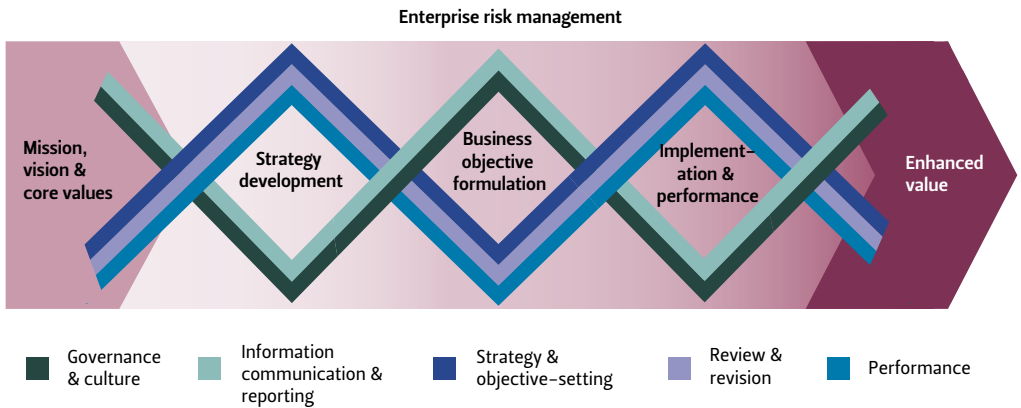 Enterprise risk management
Mission,
vision &
core values
Strategy
development
Business
objective
formulation
Implement–
ation &
performance
Enhanced
value
Governance
& culture
Information
communication &
reporting
Strategy &
objective–setting
Review &
revision
Performance